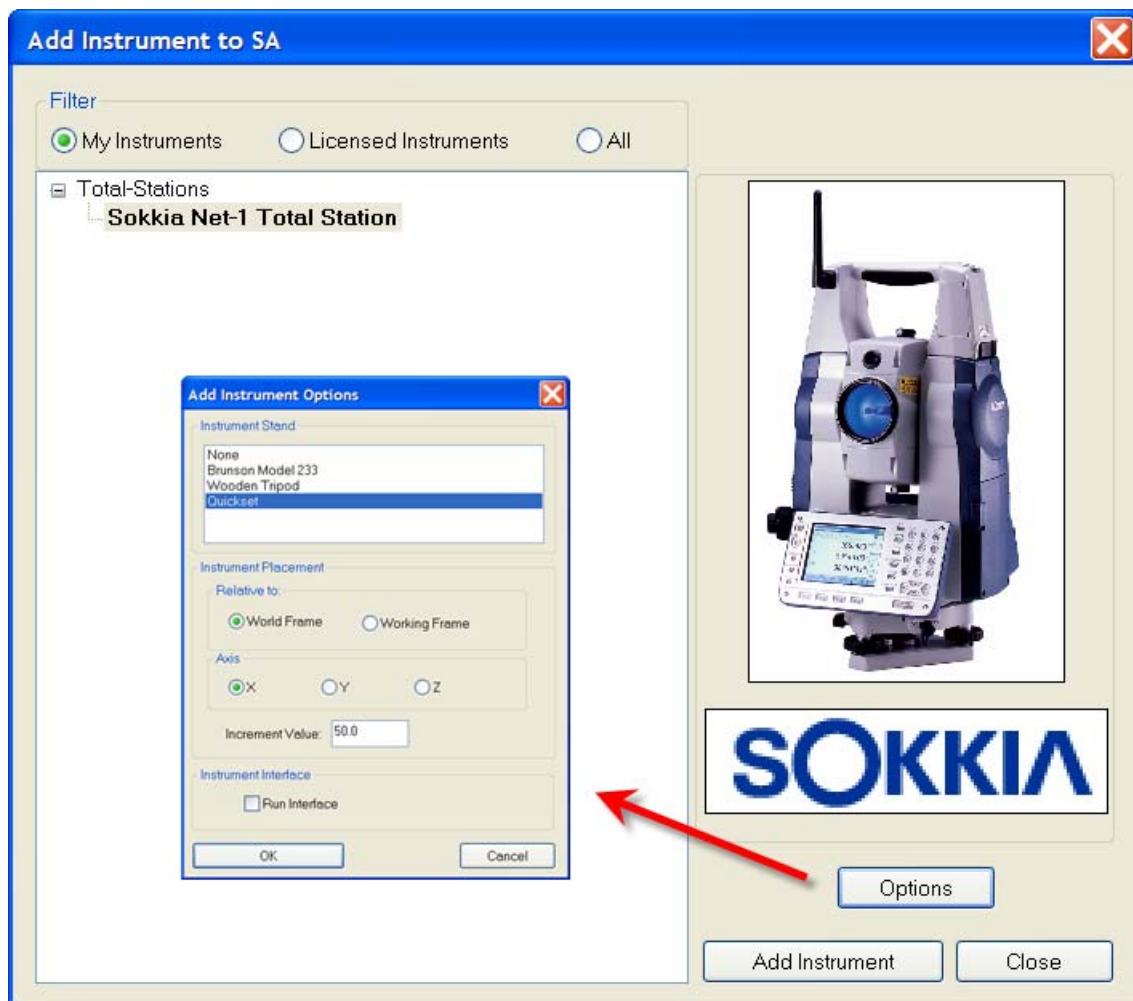 Add Instrument to SA
Filter
My Instruments Licensed Instruments All
Total-Stations
Sokkia Net-1 Total Station
Add Instrument Options
Instrument Stand
None
Brunson Model 233
Wooden Tripod
Quickset
Instrument Placement
Relative to:
World Frame Working Frame
Axis
X Y Z
Increment Value: 50.0
Instrument Interface
Run Interface
OK Cancel
SOKKIA
Options
Add Instrument Close